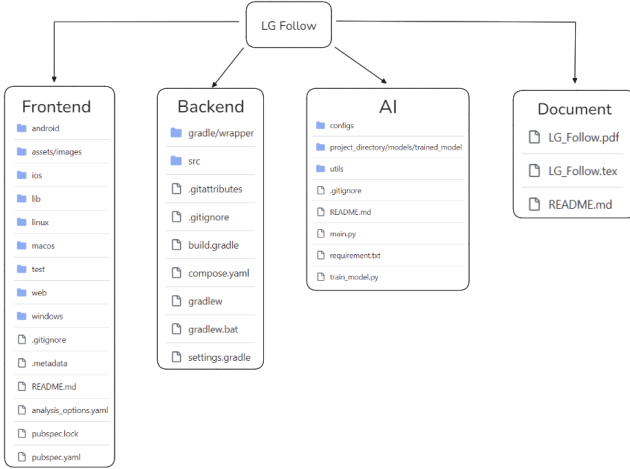 LG Follow
Frontend
android
assets/images
ios
lib
linux
macos
test
web
windows
.gitignore
.metadata
README.md
analysis_options.yaml
pubspec.lock
pubspec.yaml
Backend
gradle/wrapper
src
.gitattributes
.gitignore
build.gradle
compose.yaml
gradlew
gradlew.bat
settings.gradle
AI
configs
project_directory/models/trained_model
utils
.gitignore
README.md
main.py
requirement.txt
train_model.py
Document
LG_Follow.pdf
LG_Follow.tex
README.md